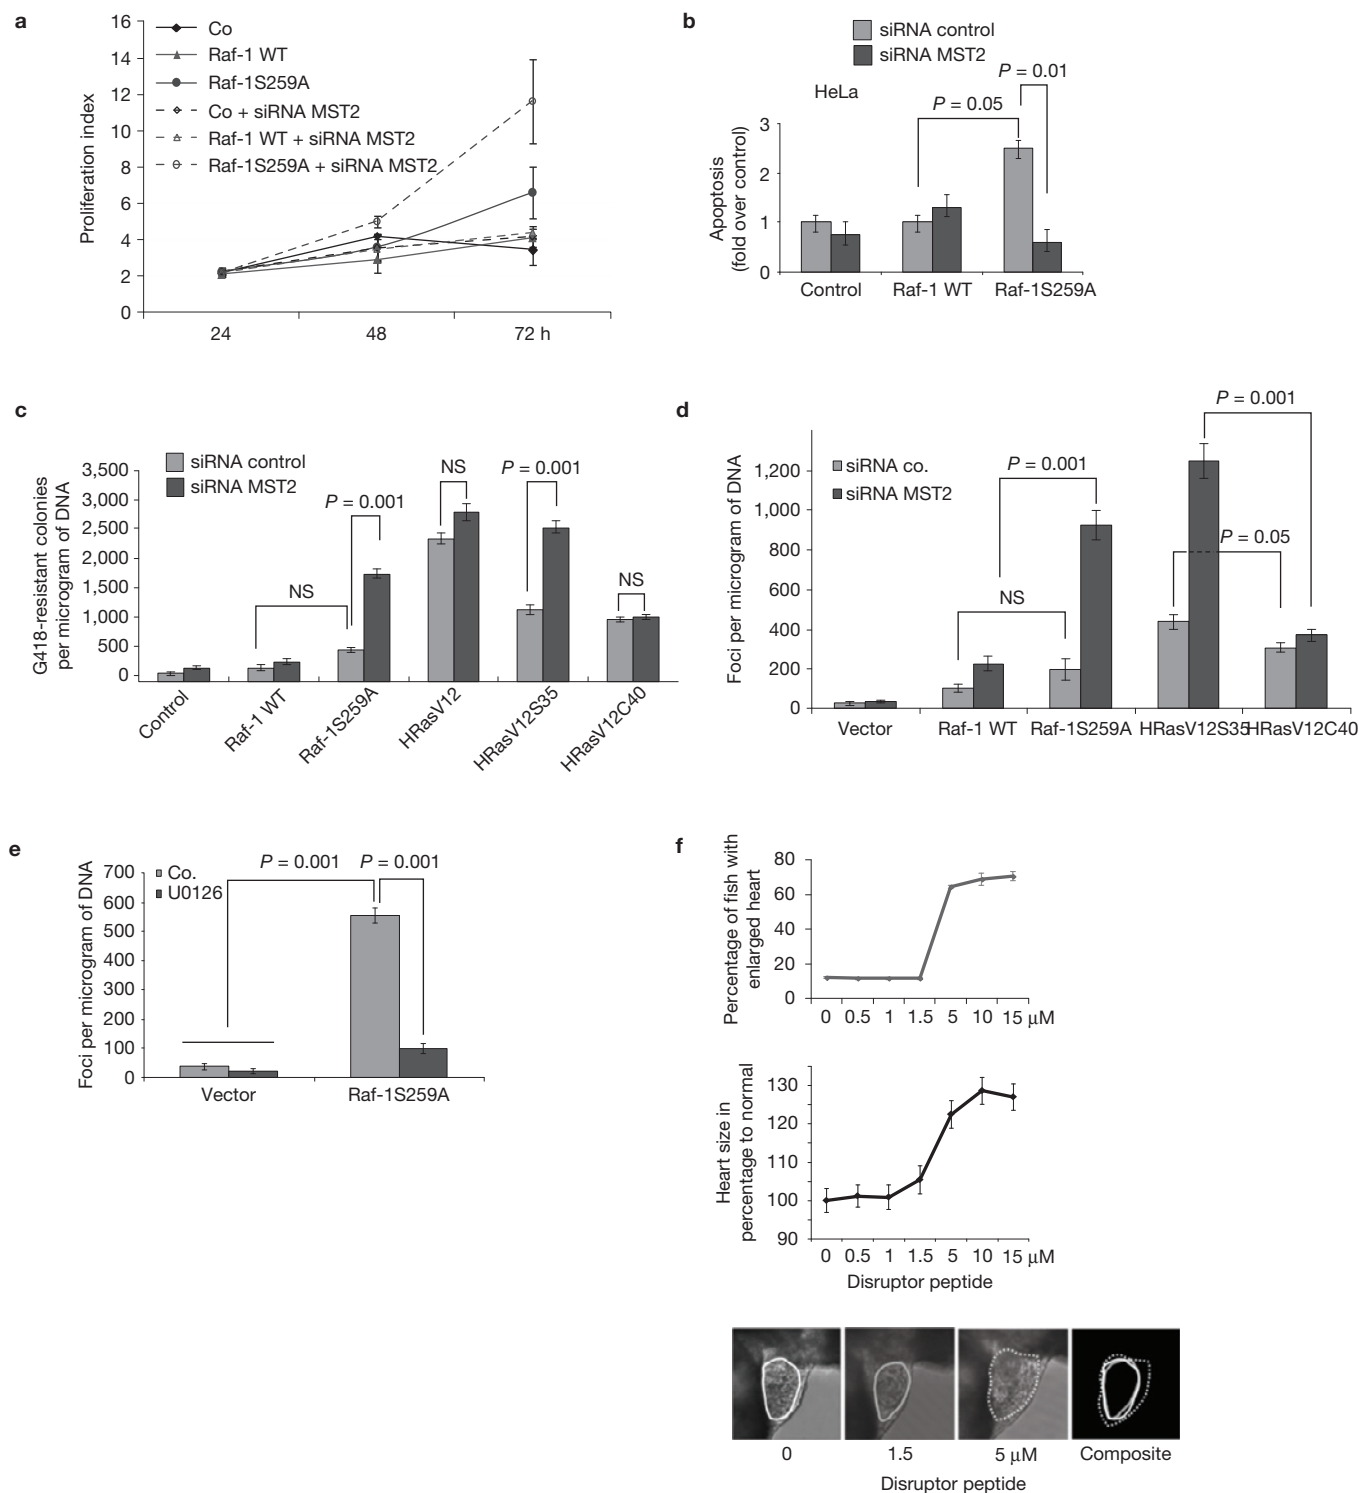 a
16
14
12
10
8
6
4
2
0
Proliferation index
Co
Raf-1 WT
Raf-1S259A
Co + siRNA MST2
Raf-1 WT + siRNA MST2
Raf-1S259A + siRNA MST2
24 48 72 h
b
siRNA control
siRNA MST2
HeLa
P = 0.01
P = 0.05
Apoptosis
(fold over control)
3
2
1
0
Control Raf-1 WT Raf-1S259A
c
G418-resistant colonies
per microgram of DNA
3,500
3,000
2,500
2,000
1,500
1,000
500
0
siRNA control
siRNA MST2
NS
P = 0.001
NS
P = 0.001
NS
Control
Raf-1 WT
Raf-1S259A
HRasV12
HRasV12S35
HRasV12C40
d
Foci per microgram of DNA
1,200
1,000
800
600
400
200
0
siRNA co.
siRNA MST2
P = 0.001
P = 0.001
P = 0.05
NS
Vector Raf-1 WT Raf-1S259A HRasV12S35 HRasV12C40
e
Foci per microgram of DNA
700
600
500
400
300
200
100
0
Co.
U0126
P = 0.001 P = 0.001
Vector Raf-1S259A
f
Percentage of fish with
enlarged heart
80
60
40
20
0
0 0.5 1 1.5 5 10 15 μM
Heart size in
percentage to normal
130
120
110
100
90
0 0.5 1 1.5 5 10 15 μM
Disruptor peptide
0 1.5 5 μM Composite
Disruptor peptide